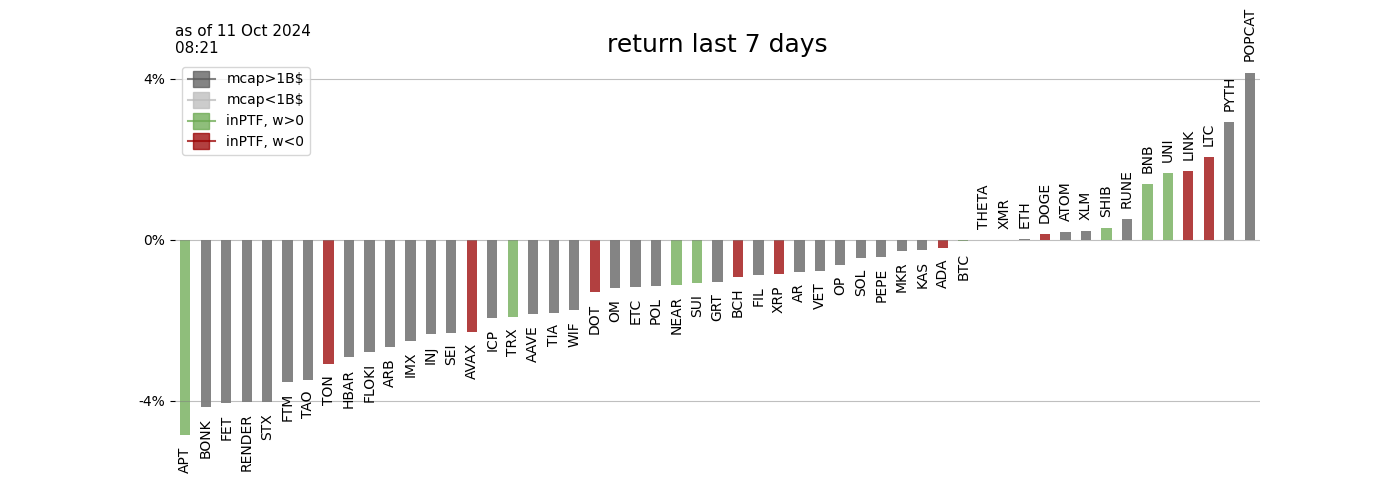 as of 11 Oct 2024
08:21
return last 7 days
mcap>1B$
mcap<1B$
inPTF, w>0
inPTF, w<0
4%
0%
-4%
APT
BONK
FET
RENDER
STX
FTM
TAO
TON
HBAR
FLOKI
ARB
IMX
INJ
SEI
AVAX
ICP
TRX
AAVE
TIA
WIF
DOT
OM
ETC
POL
NEAR
SUI
GRT
BCH
FIL
XRP
AR
VET
OP
SOL
PEPE
MKR
KAS
ADA
BTC
THETA
XMR
ETH
DOGE
ATOM
XLM
SHIB
RUNE
BNB
UNI
LINK
LTC
PYTH
POPCAT